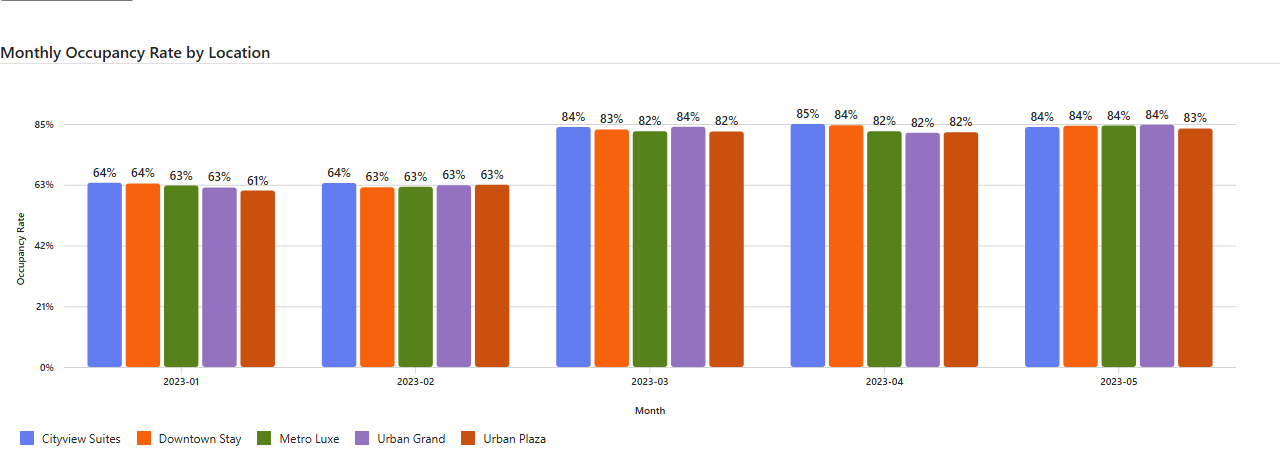 Monthly Occupancy Rate by Location
84% 83% 82% 84% 82% 85% 84% 82% 82% 82% 84% 84% 84% 84% 83%
85%
64% 64% 63% 63% 61% 64% 63% 63% 63% 63%
63%
Occupancy Rate
42%
21%
0%
2023-01 2023-02 2023-03 2023-04 2023-05
Month
Cityview Suites Downtown Stay Metro Luxe Urban Grand Urban Plaza